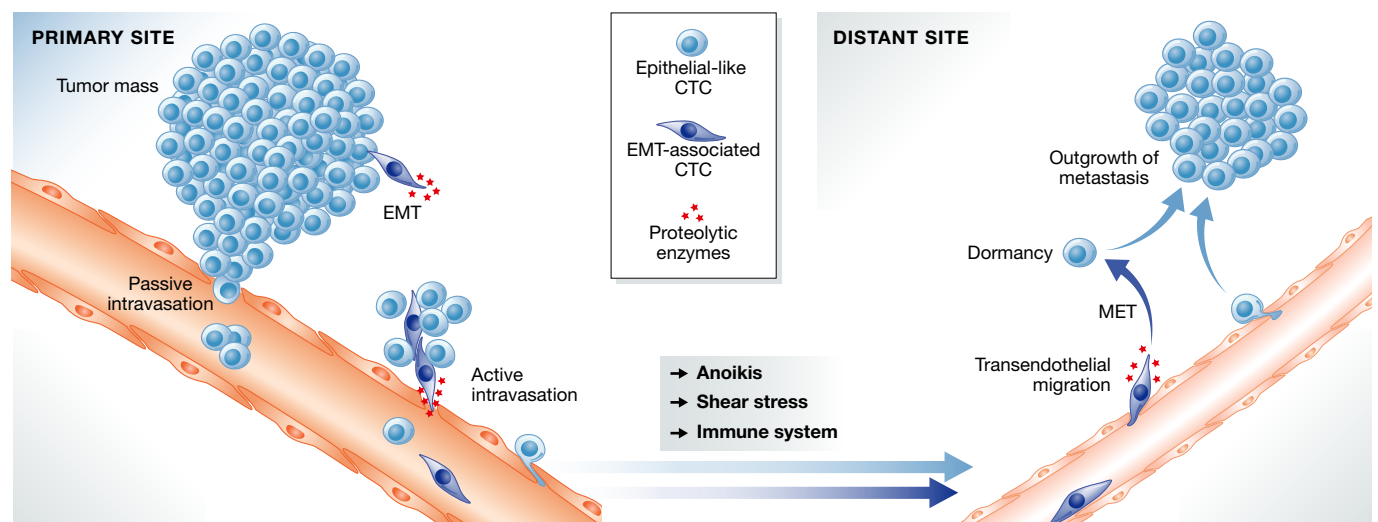 PRIMARY SITE
Tumor mass
EMT
Passive
intravasation
Active
intravasation
Epithelial-like
CTC
EMT-associated
CTC
Proteolytic
enzymes
→ Anoikis
→ Shear stress
→ Immune system
DISTANT SITE
Outgrowth of
metastasis
Dormancy
MET
Transendothelial
migration